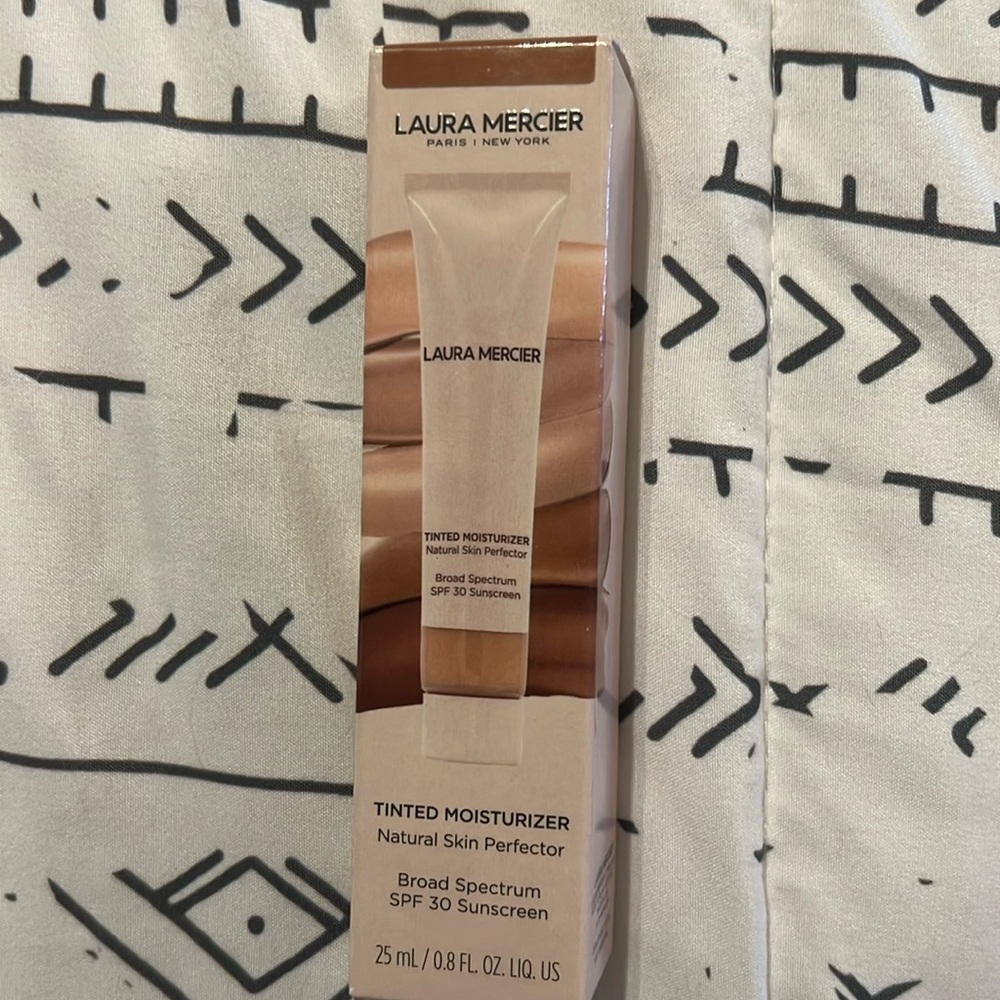 LAURA MERCIER
PARIS | NEW YORK
LAURA MERCIER
TINTED MOISTURIZER
Natural Skin Perfector
Broad Spectrum
SPF 30 Sunscreen
TINTED MOISTURIZER
Natural Skin Perfector
Broad Spectrum
SPF 30 Sunscreen
25 mL / 0.8 FL. OZ. LIQ. US